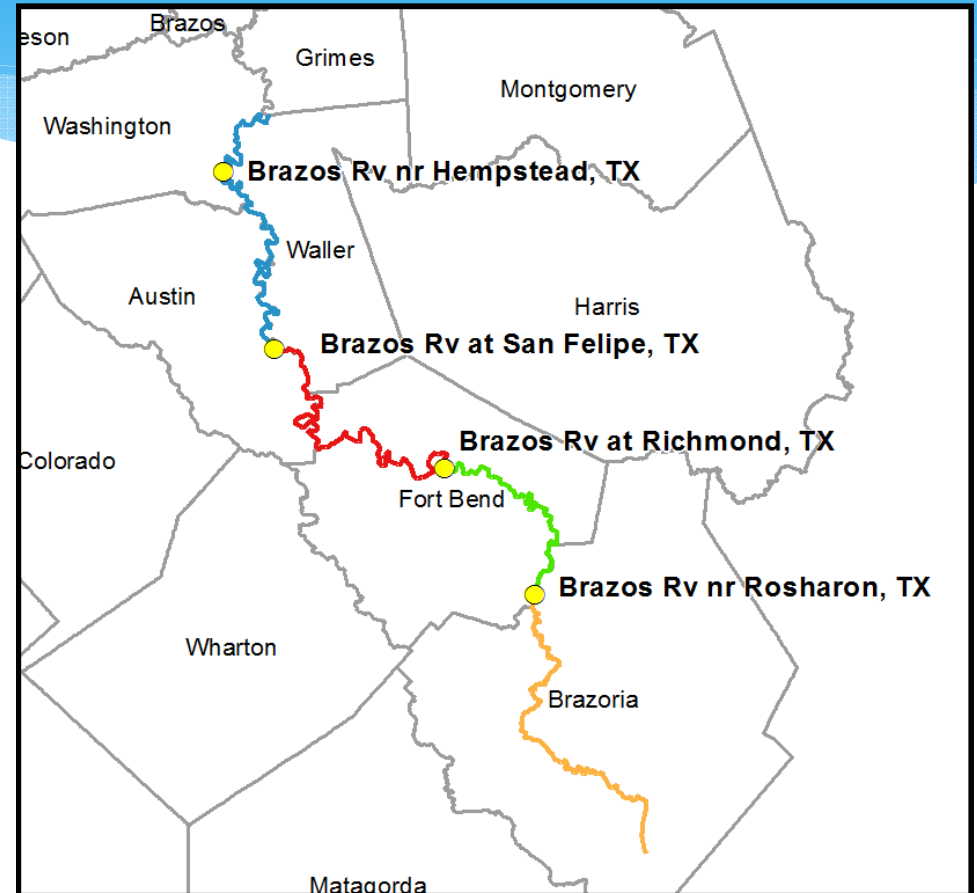 Brazos
eson
Grimes
Montgomery
Washington
Brazos Rv nr Hempstead, TX
Waller
Austin
Harris
Brazos Rv at San Felipe, TX
Brazos Rv at Richmond, TX
Colorado
Fort Bend
Brazos Rv nr Rosharon, TX
Wharton
Brazoria
Matagorda